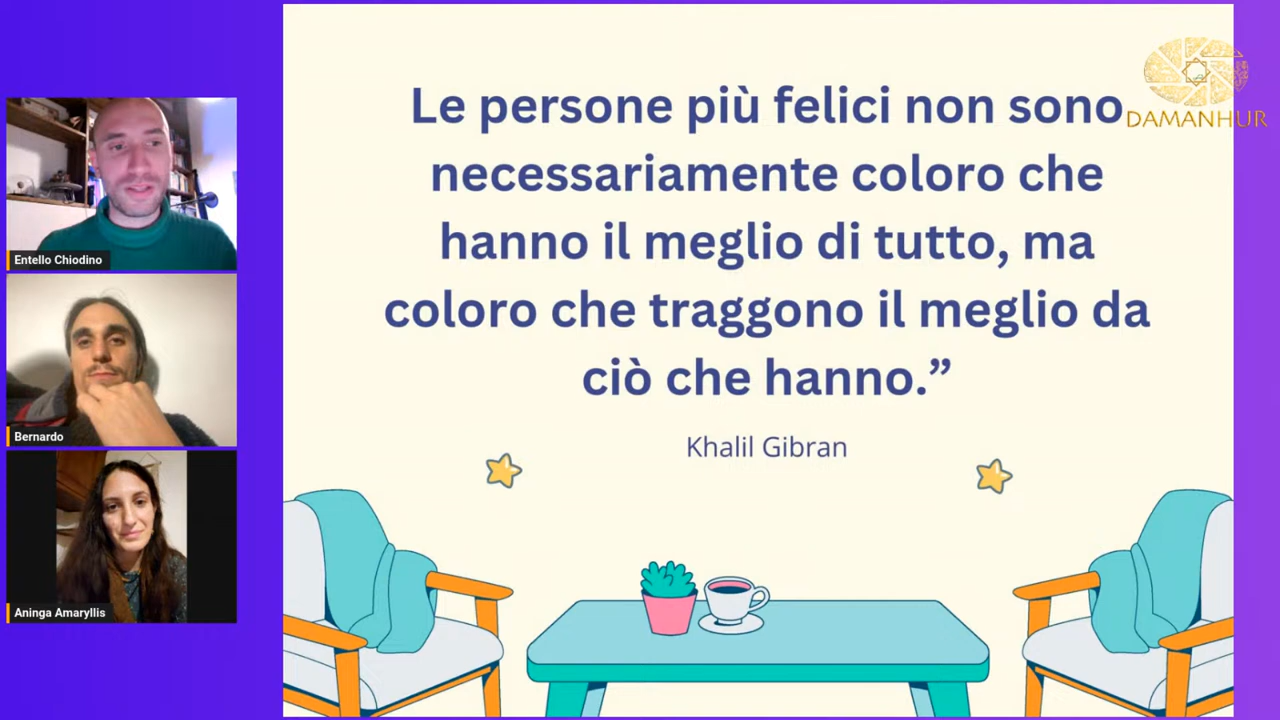 Le persone più felici non sono
necessariamente coloro che
hanno il meglio di tutto, ma
coloro che traggono il meglio da
ciò che hanno.”
Khalil Gibran
DAMANHUR
Entello Chiodino
Bernardo
Aninga Amaryllis